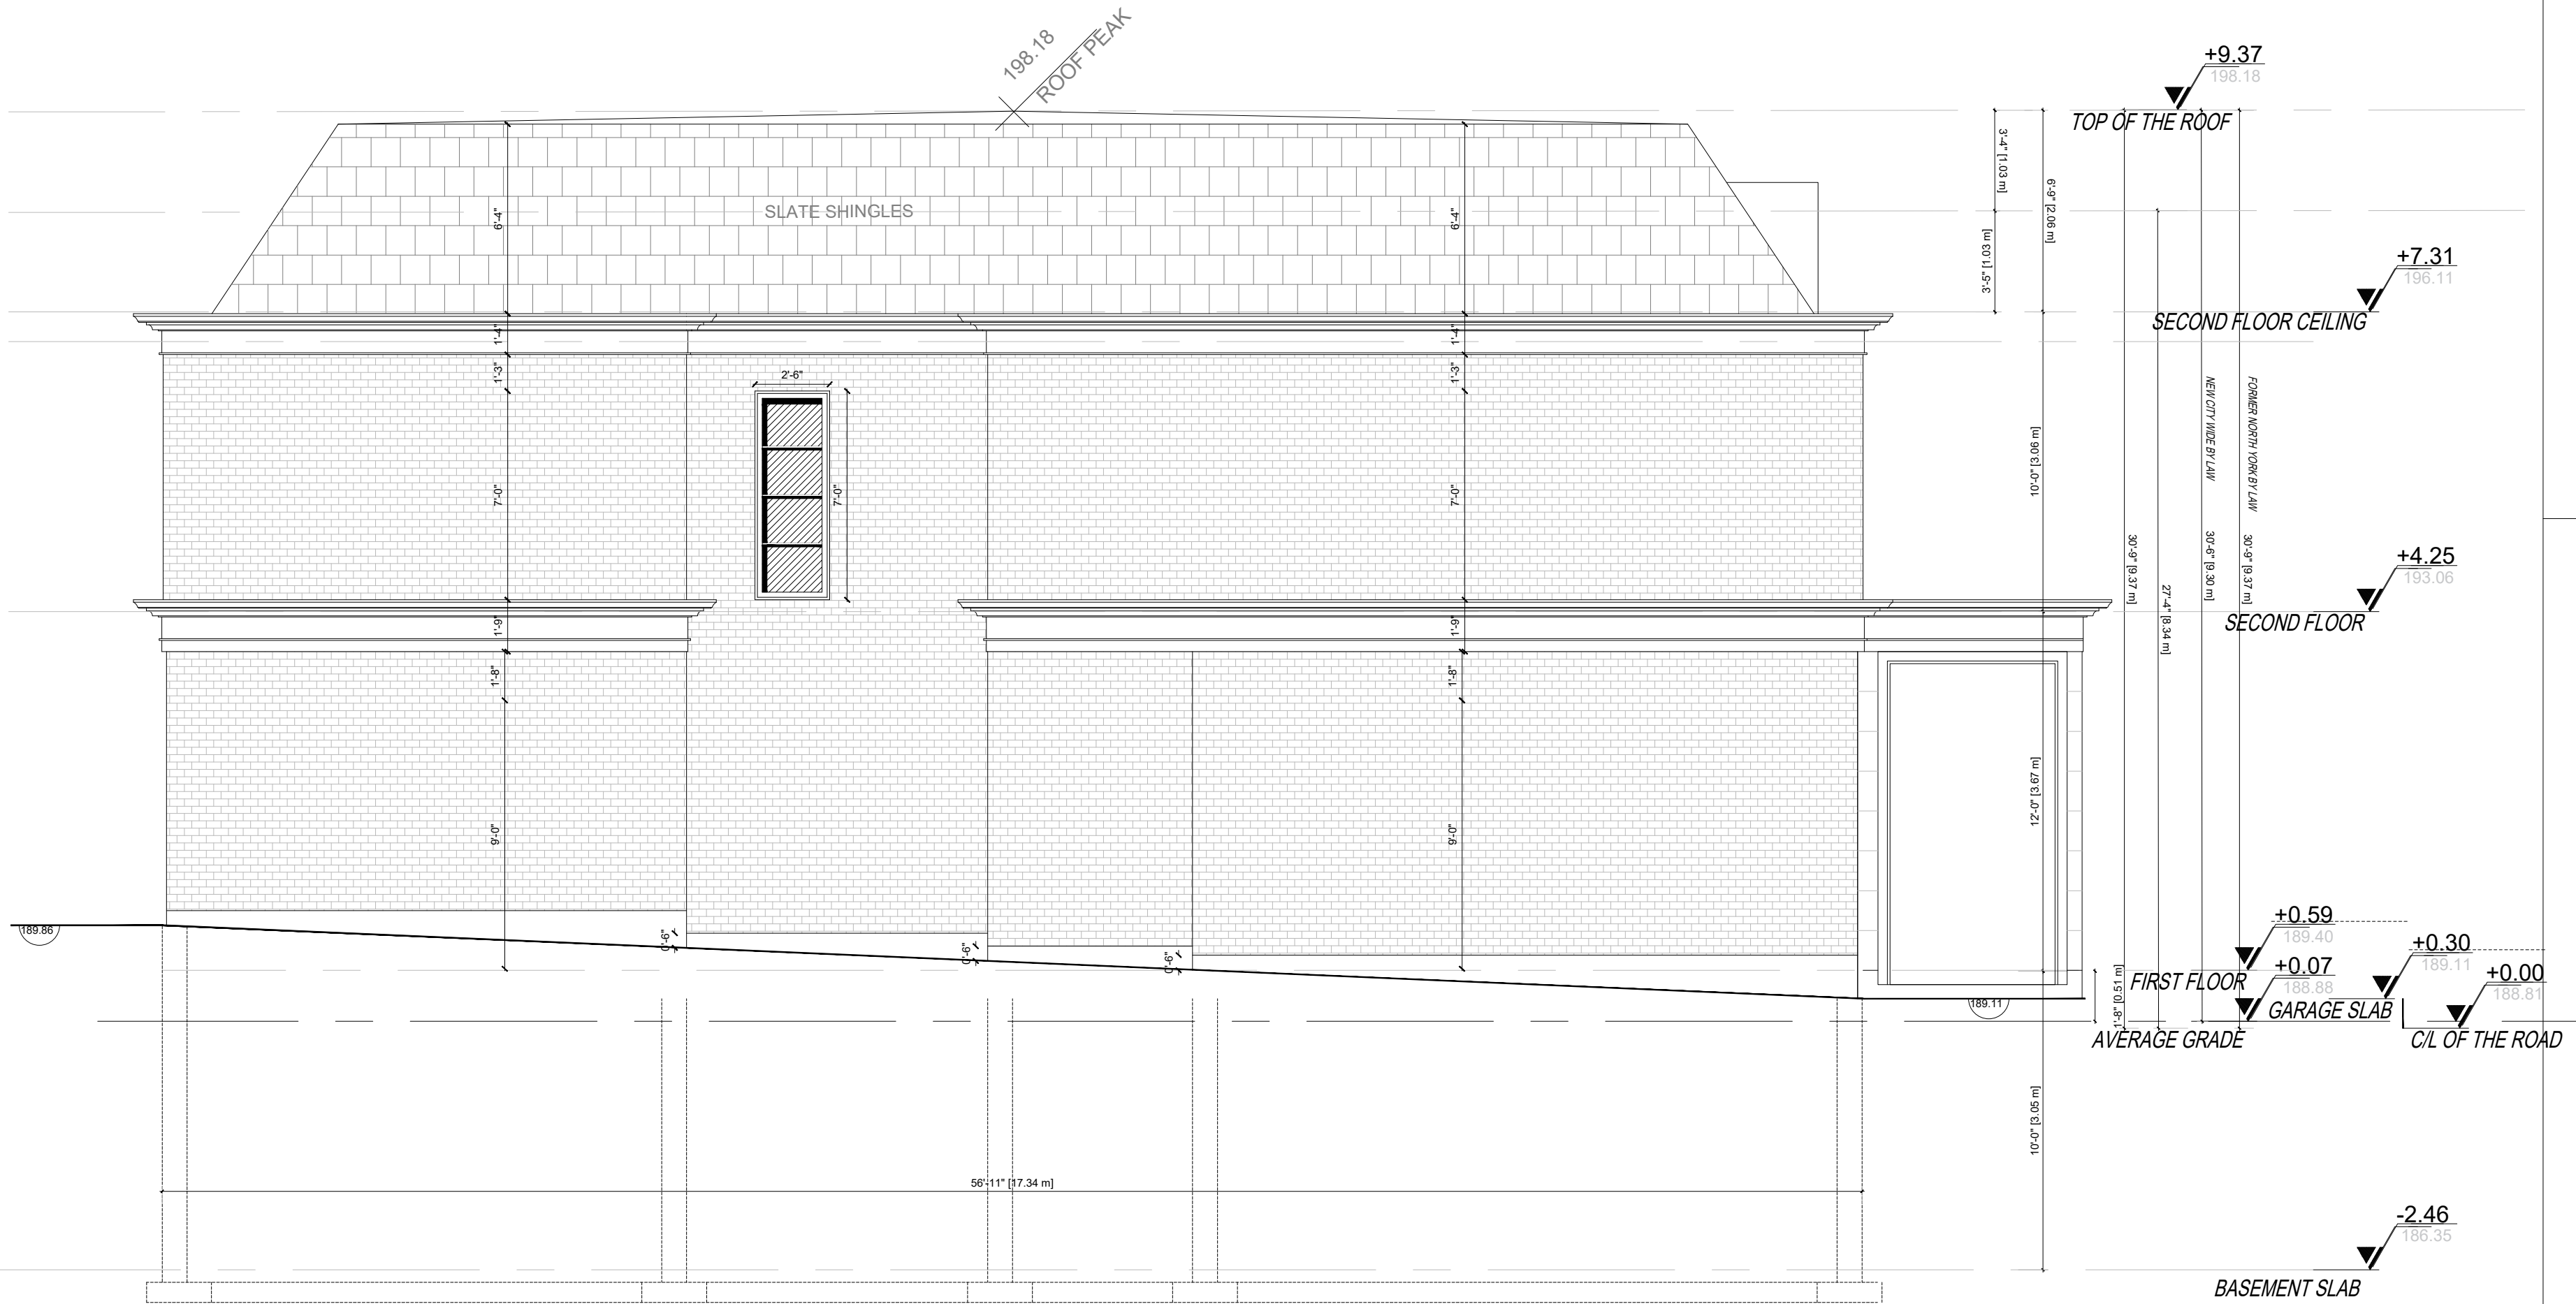 198.18
ROOF PEAK
+9.37
198.18
TOP OF THE ROOF
3'-4" [1.03 m]
6'-9" [2.06 m]
SLATE SHINGLES
6'-4"
6'-4"
3'-5" [1.03 m]
+7.31
196.11
SECOND FLOOR CEILING
1'-4"
1'-4"
1'-3"
2'-6"
1'-3"
NEW CITY WIDE BY LAW
FORMER NORTH YORK BY LAW
7'-0"
7'-0"
7'-0"
10'-0" [3.06 m]
30'-9" [9.37 m]
27'-4" [8.34 m]
30'-6" [9.30 m]
30'-9" [9.37 m]
+4.25
193.06
SECOND FLOOR
1'-9"
1'-9"
1'-8"
1'-8"
9'-0"
9'-0"
12'-0" [3.67 m]
189.86
0'-6"
0'-6"
0'-6"
+0.59
189.40
FIRST FLOOR
+0.30
189.11
GARAGE SLAB
+0.07
188.88
AVERAGE GRADE
+0.00
188.81
C/L OF THE ROAD
1'-8" [0.51 m]
189.11
10'-0" [3.05 m]
56'-11" [17.34 m]
-2.46
186.35
BASEMENT SLAB